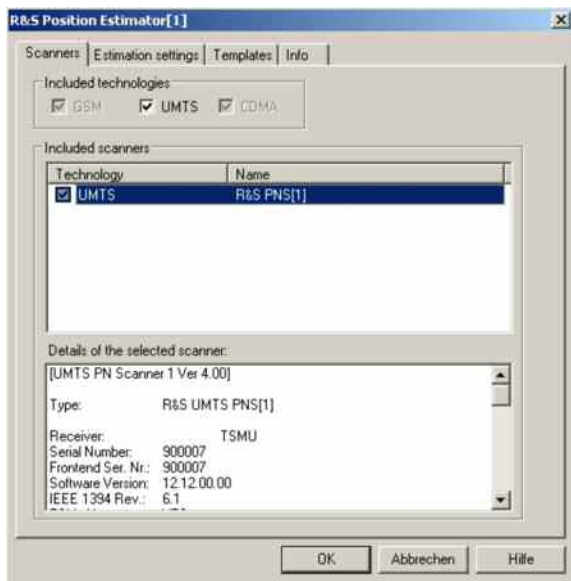 R&S Position Estimator[1]
Scanners Estimation settings Templates Info
Included technologies
GSM UMTS CDMA
Included scanners
Technology Name
UMTS R&S PNS[1]
Details of the selected scanner:
[UMTS PN Scanner 1 Ver 4.00]
Type: R&S UMTS PNS[1]
Receiver: TSMU
Serial Number: 900007
Frontend Ser. Nr.: 900007
Software Version: 12.12.00.00
IEEE 1394 Rev.: 6.1
OK Abbrechen Hilfe